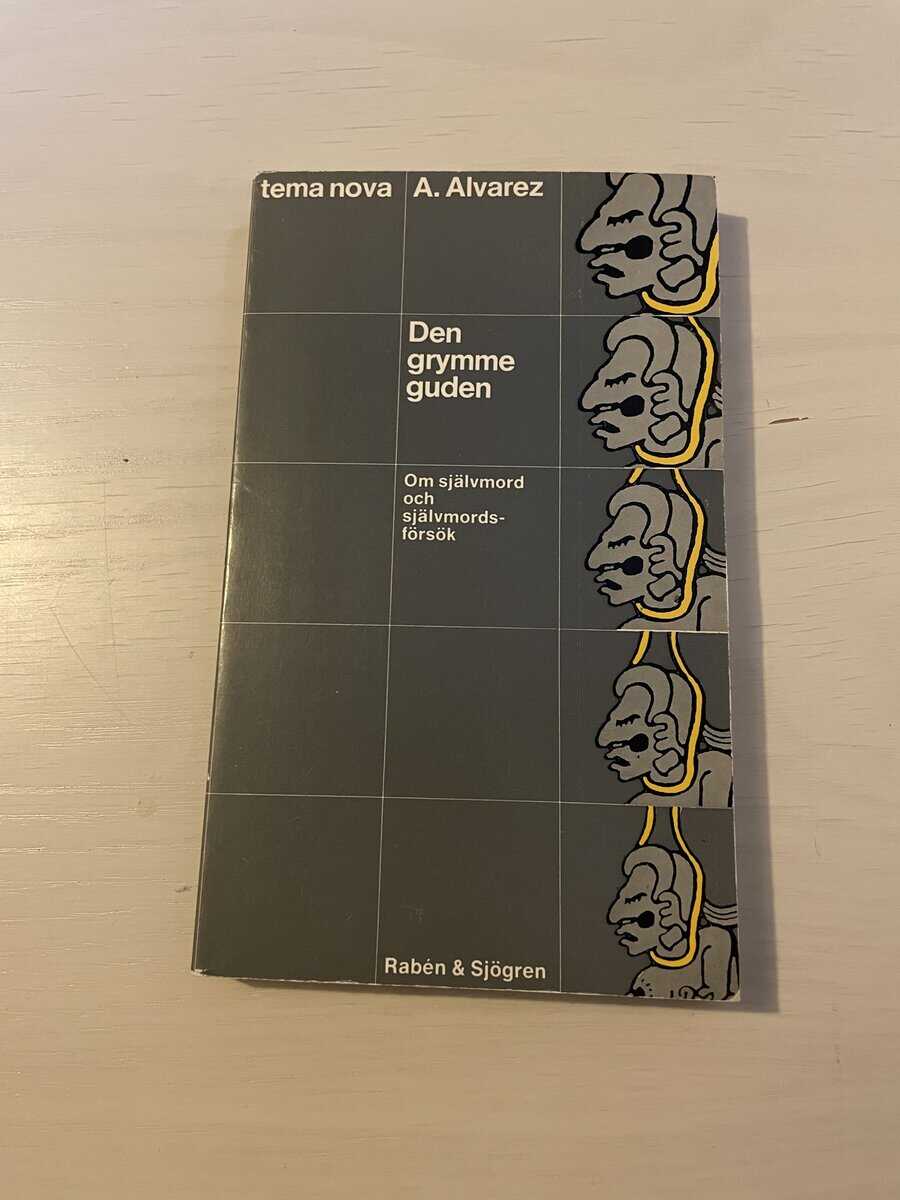 tema nova
A. Alvarez
Den
grymme
guden
Om självmord
och
självmords-
försök
Rabén & Sjögren